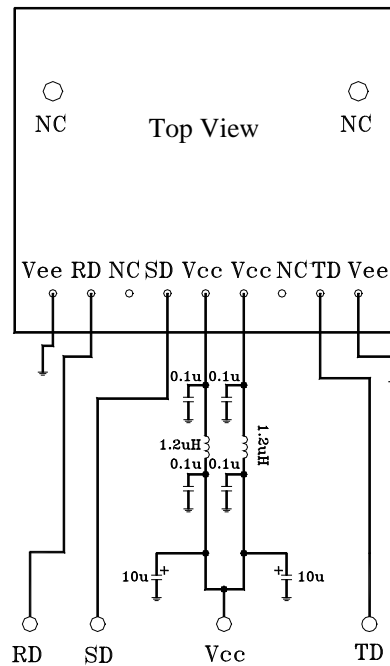 NC Top View NC
Vee RD NC SD Vcc Vcc NC TD Vee
0.1u 0.1u
1.2uH 1.2uH
0.1u 0.1u
10u + + 10u
RD SD Vcc TD